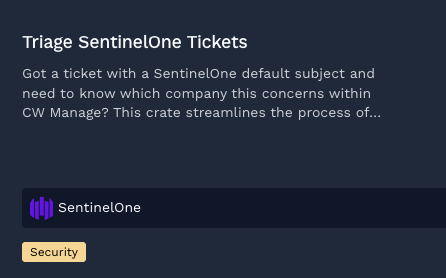 Triage SentinelOne Tickets
Got a ticket with a SentinelOne default subject and
need to know which company this concerns within
CW Manage? This crate streamlines the process of...
SentinelOne
Security